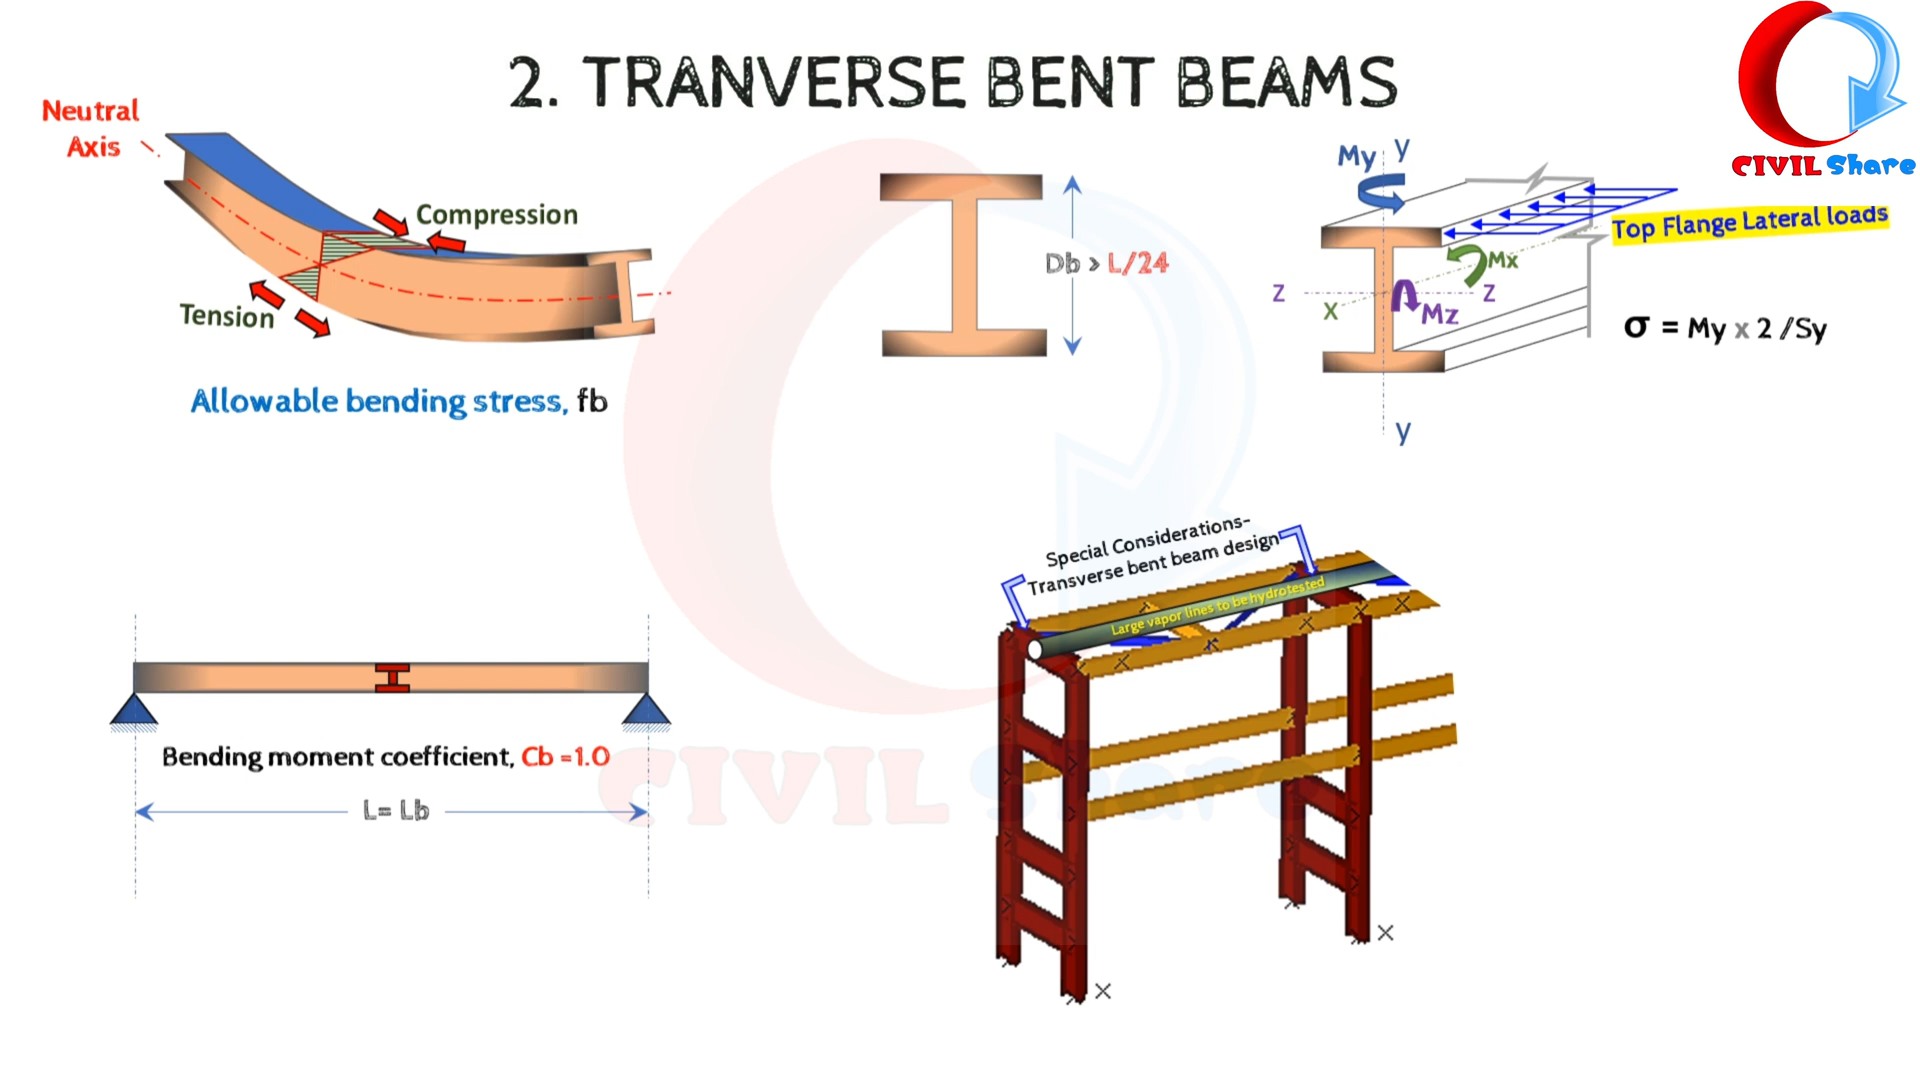 2. TRANVERSE BENT BEAMS
CIVIL Share
Neutral
Axis
Compression
Tension
Allowable bending stress, fb
Db > L/24
My
y
Top Flange Lateral loads
Mx
z
z
x
Mz
σ = My x 2 /Sy
y
Special Considerations-
Transverse bent beam design
Large vapor lines to be hydrotested
Bending moment coefficient, Cb =1.0
L= Lb
CIVIL Share